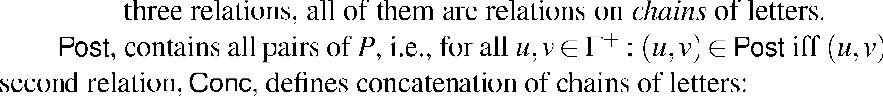 three relations, all of them are relations on chains of letters.
Post, contains all pairs of P, i.e., for all u, v ∈ Γ⁺ : (u, v) ∈ Post iff (u, v)
second relation, Conc, defines concatenation of chains of letters: